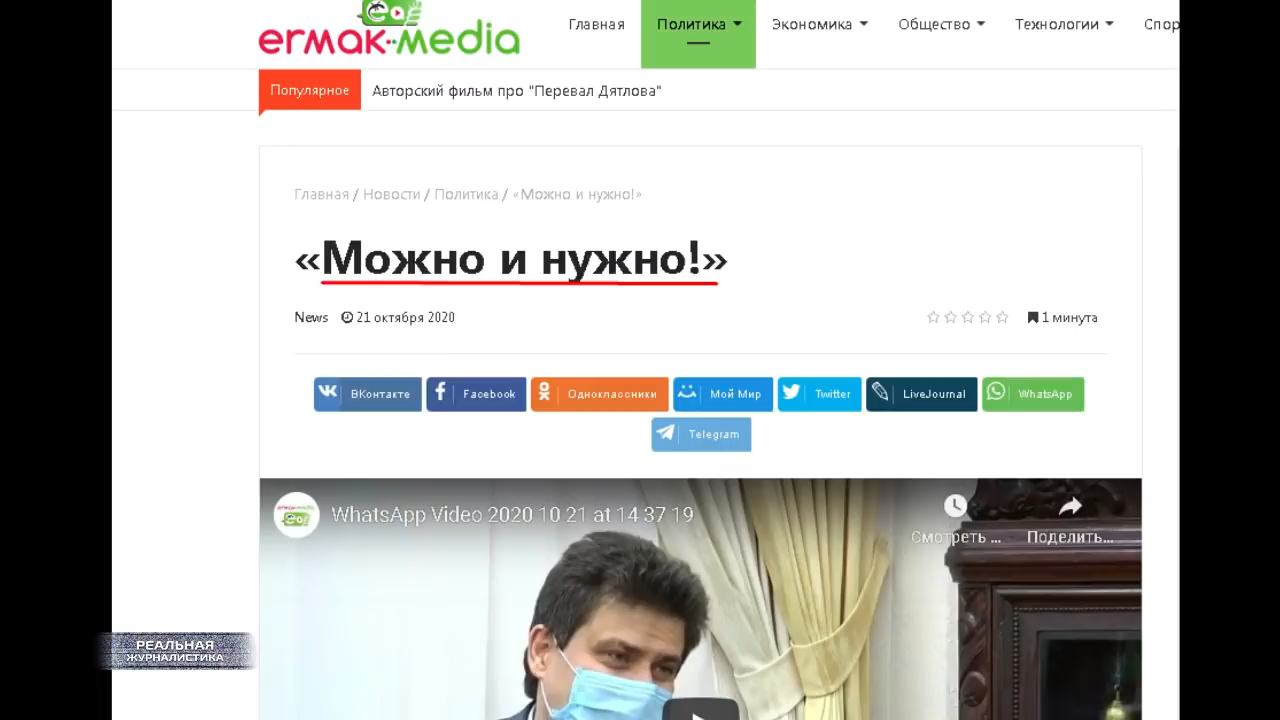 ermak-media
Главная Политика Экономика Общество Технологии Спор
Популярное Авторский фильм про "Перевал Дятлова"
Главная / Новости / Политика / «Можно и нужно!»
«Можно и нужно!»
News 21 октября 2020 1 минута
ВКонтакте Facebook Одноклассники Мой Мир Twitter LiveJournal WhatsApp
Telegram
WhatsApp Video 2020 10 21 at 14 37 19
Смотреть ... Поделить...
РЕАЛЬНАЯ
ЖУРНАЛИСТИКА